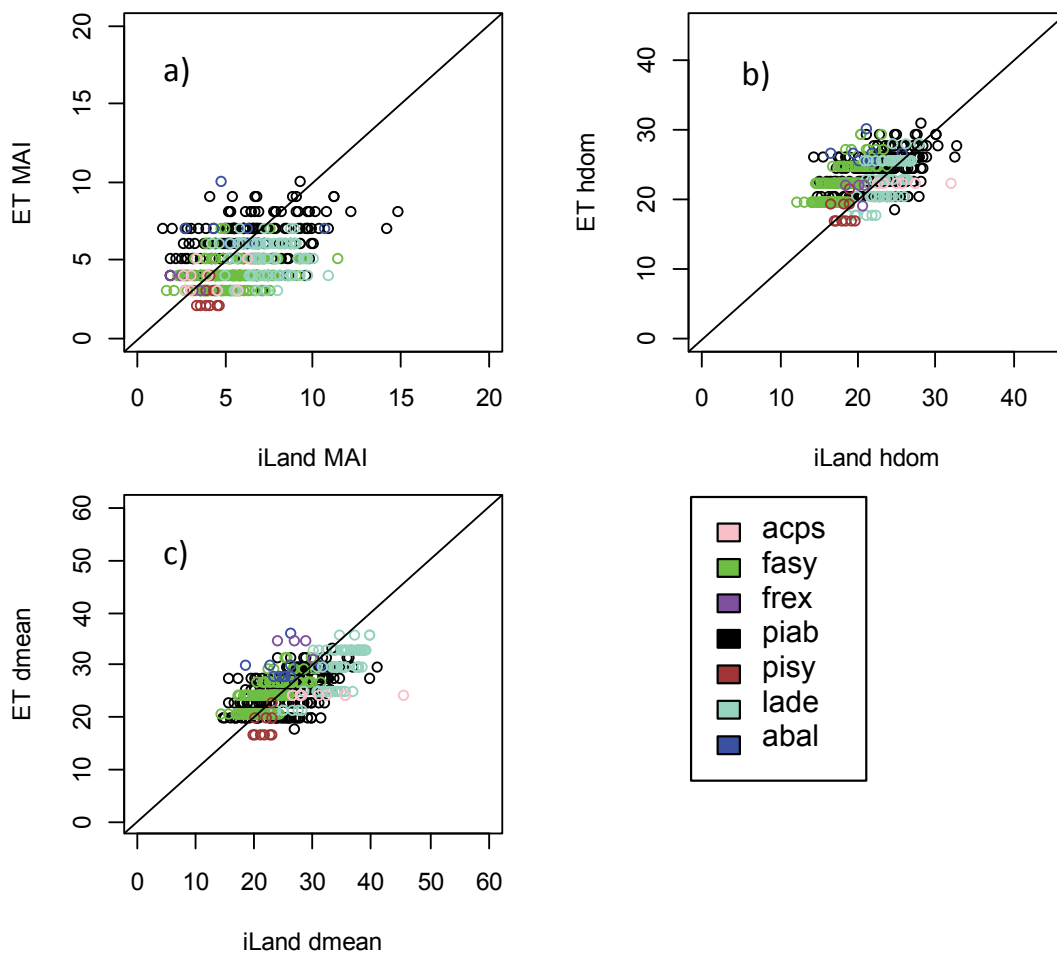 a)
20
15
10
5
0
ET MAI
0 5 10 15 20
iLand MAI
b)
40
30
20
10
0
ET hdom
0 10 20 30 40
iLand hdom
c)
60
50
40
30
20
10
0
ET dmean
0 10 20 30 40 50 60
iLand dmean
acps
fasy
frex
piab
pisy
lade
abal